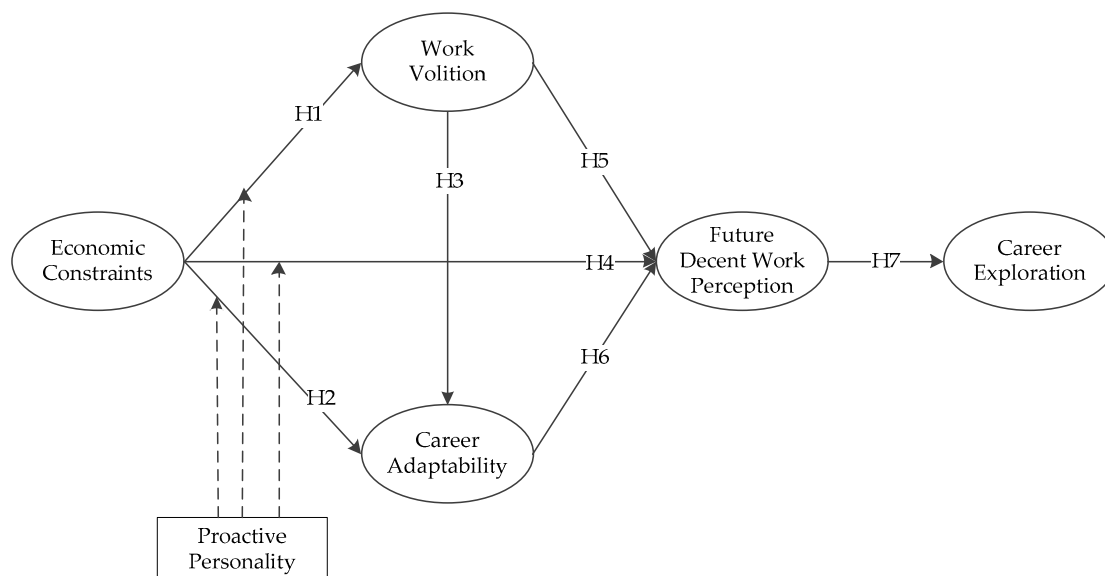 Work
Volition
H1
H5
H3
Economic
Constraints
H4
Future
Decent Work
Perception
H7
Career
Exploration
H6
H2
Career
Adaptability
Proactive
Personality